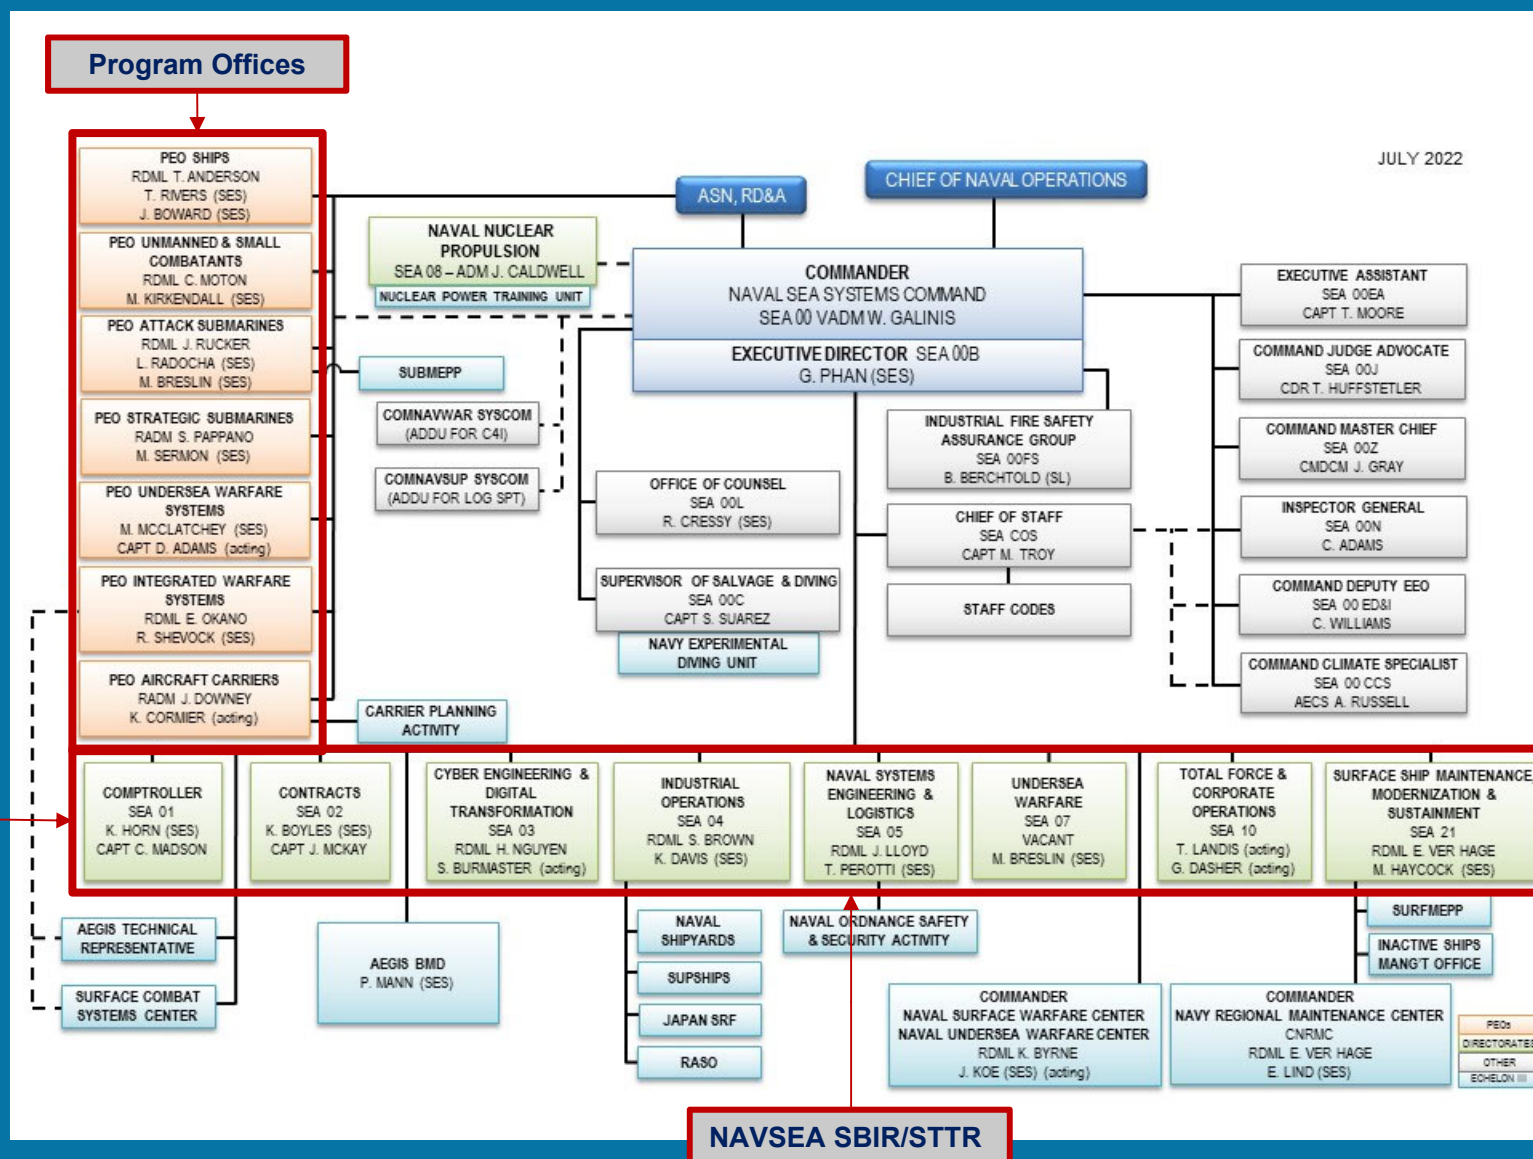 Program Offices
JULY 2022
PEO SHIPS
RDML T. ANDERSON
T. RIVERS (SES)
J. BOWARD (SES)
PEO UNMANNED & SMALL
COMBATANTS
RDML C. MOTON
M. KIRKENDALL (SES)
PEO ATTACK SUBMARINES
RDML J. RUCKER
L. RADOCHA (SES)
M. BRESLIN (SES)
PEO STRATEGIC SUBMARINES
RADM S. PAPPANO
M. SERMON (SES)
PEO UNDERSEA WARFARE
SYSTEMS
M. MCCLATCHEY (SES)
CAPT D. ADAMS (acting)
PEO INTEGRATED WARFARE
SYSTEMS
RDML E. OKANO
R. SHEVOCK (SES)
PEO AIRCRAFT CARRIERS
RADM J. DOWNEY
K. CORMIER (acting)
ASN, RD&A
CHIEF OF NAVAL OPERATIONS
NAVAL NUCLEAR
PROPULSION
SEA 08 – ADM J. CALDWELL
NUCLEAR POWER TRAINING UNIT
COMMANDER
NAVAL SEA SYSTEMS COMMAND
SEA 00 VADM W. GALINIS
EXECUTIVE DIRECTOR SEA 00B
G. PHAN (SES)
SUBMEPP
COMNAVWAR SYSCOM
(ADDU FOR C4I)
COMNAVSUP SYSCOM
(ADDU FOR LOG SPT)
OFFICE OF COUNSEL
SEA 00L
R. CRESSY (SES)
SUPERVISOR OF SALVAGE & DIVING
SEA 00C
CAPT S. SUAREZ
NAVY EXPERIMENTAL
DIVING UNIT
INDUSTRIAL FIRE SAFETY
ASSURANCE GROUP
SEA 00FS
B. BERCHTOLD (SL)
CHIEF OF STAFF
SEA COS
CAPT M. TROY
STAFF CODES
EXECUTIVE ASSISTANT
SEA 00EA
CAPT T. MOORE
COMMAND JUDGE ADVOCATE
SEA 00J
CDR T. HUFFSTETLER
COMMAND MASTER CHIEF
SEA 00Z
CMDCM J. GRAY
INSPECTOR GENERAL
SEA 00N
C. ADAMS
COMMAND DEPUTY EEO
SEA 00 ED&I
C. WILLIAMS
COMMAND CLIMATE SPECIALIST
SEA 00 CCS
AECS A. RUSSELL
CARRIER PLANNING
ACTIVITY
COMPTROLLER
SEA 01
K. HORN (SES)
CAPT C. MADSON
CONTRACTS
SEA 02
K. BOYLES (SES)
CAPT J. MCKAY
CYBER ENGINEERING &
DIGITAL
TRANSFORMATION
SEA 03
RDML H. NGUYEN
S. BURMASTER (acting)
INDUSTRIAL
OPERATIONS
SEA 04
RDML S. BROWN
K. DAVIS (SES)
NAVAL SYSTEMS
ENGINEERING &
LOGISTICS
SEA 05
RDML J. LLOYD
T. PEROTTI (SES)
UNDERSEA
WARFARE
SEA 07
VACANT
M. BRESLIN (SES)
TOTAL FORCE &
CORPORATE
OPERATIONS
SEA 10
T. LANDIS (acting)
G. DASHER (acting)
SURFACE SHIP MAINTENANCE,
MODERNIZATION &
SUSTAINMENT
SEA 21
RDML E. VER HAGE
M. HAYCOCK (SES)
AEGIS TECHNICAL
REPRESENTATIVE
SURFACE COMBAT
SYSTEMS CENTER
AEGIS BMD
P. MANN (SES)
NAVAL
SHIPYARDS
SUPSHIPS
JAPAN SRF
RASO
NAVAL ORDNANCE SAFETY
& SECURITY ACTIVITY
COMMANDER
NAVAL SURFACE WARFARE CENTER
NAVAL UNDERSEA WARFARE CENTER
RDML K. BYRNE
J. KOE (SES) (acting)
SURFMEPP
INACTIVE SHIPS
MANG'T OFFICE
COMMANDER
NAVY REGIONAL MAINTENANCE CENTER
CNRMC
RDML E. VER HAGE
E. LIND (SES)
PEOs
DIRECTORATES
OTHER
ECHELON III
NAVSEA SBIR/STTR